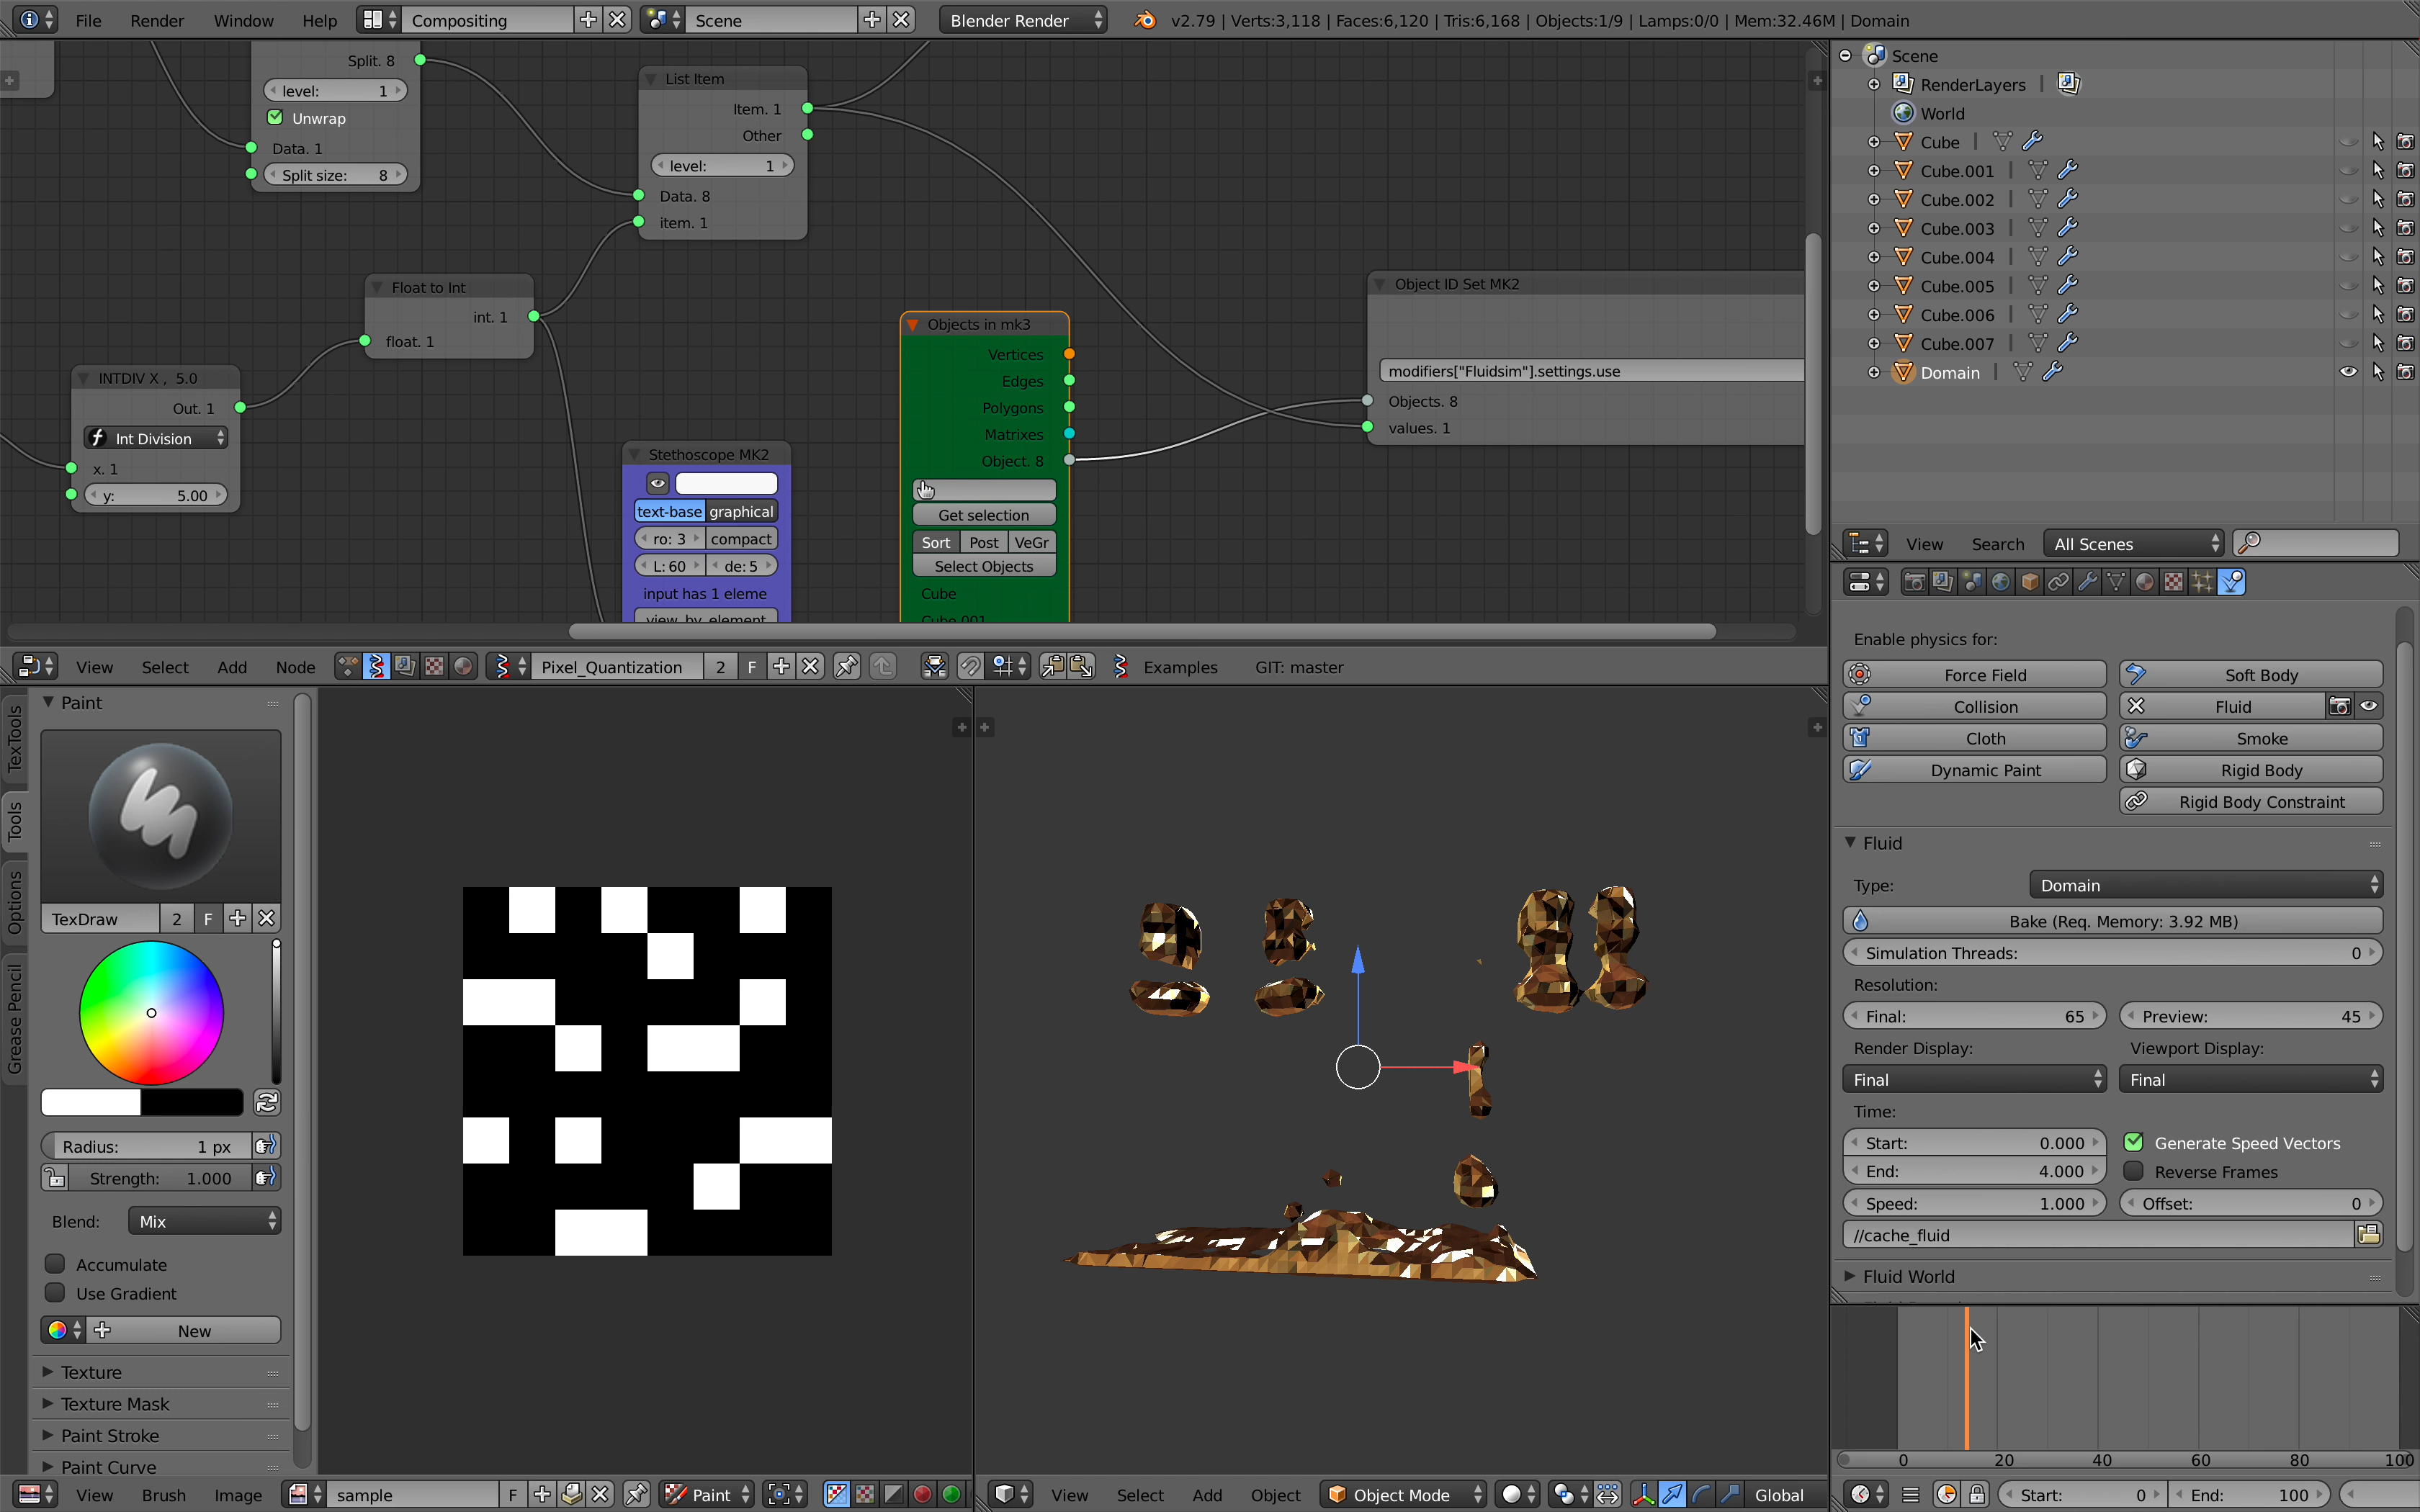 File Render Window Help Compositing Scene Blender Render v2.79 | Verts:3,118 | Faces:6,120 | Tris:6,168 | Objects:1/9 | Lamps:0/0 | Mem:32.46M | Domain
Split. 8
level: 1
Unwrap
Data. 1
Split size: 8
List Item
Item. 1
Other
level: 1
Data. 8
item. 1
Float to Int
int. 1
float. 1
INTDIV X, 5.0
Out. 1
Int Division
x. 1
y: 5.00
Stethoscope MK2
text-base graphical
ro: 3 compact
L: 60 de: 5
input has 1 eleme
view by element
Objects in mk3
Vertices
Edges
Polygons
Matrixes
Object. 8
Get selection
Sort Post VeGr
Select Objects
Cube
Cube.001
Object ID Set MK2
modifiers["Fluidsim"].settings.use
Objects. 8
values. 1
View Select Add Node Pixel_Quantization 2 F Examples GIT: master
Scene
RenderLayers
World
Cube
Cube.001
Cube.002
Cube.003
Cube.004
Cube.005
Cube.006
Cube.007
Domain
View Search All Scenes
Enable physics for:
Force Field Soft Body
Collision Fluid
Cloth Smoke
Dynamic Paint Rigid Body
Rigid Body Constraint
Fluid
Type: Domain
Bake (Req. Memory: 3.92 MB)
Simulation Threads: 0
Resolution:
Final: 65 Preview: 45
Render Display: Viewport Display:
Final Final
Time:
Start: 0.000 Generate Speed Vectors
End: 4.000 Reverse Frames
Speed: 1.000 Offset: 0
//cache_fluid
Fluid World
0 20 40 60 80 100
Start: 0 End: 100
TexTools
Tools
Options
Grease Pencil
Paint
TexDraw 2 F
Radius: 1 px
Strength: 1.000
Blend: Mix
Accumulate
Use Gradient
New
Texture
Texture Mask
Paint Stroke
Paint Curve
View Brush Image sample F Paint
View Select Add Object Object Mode Global